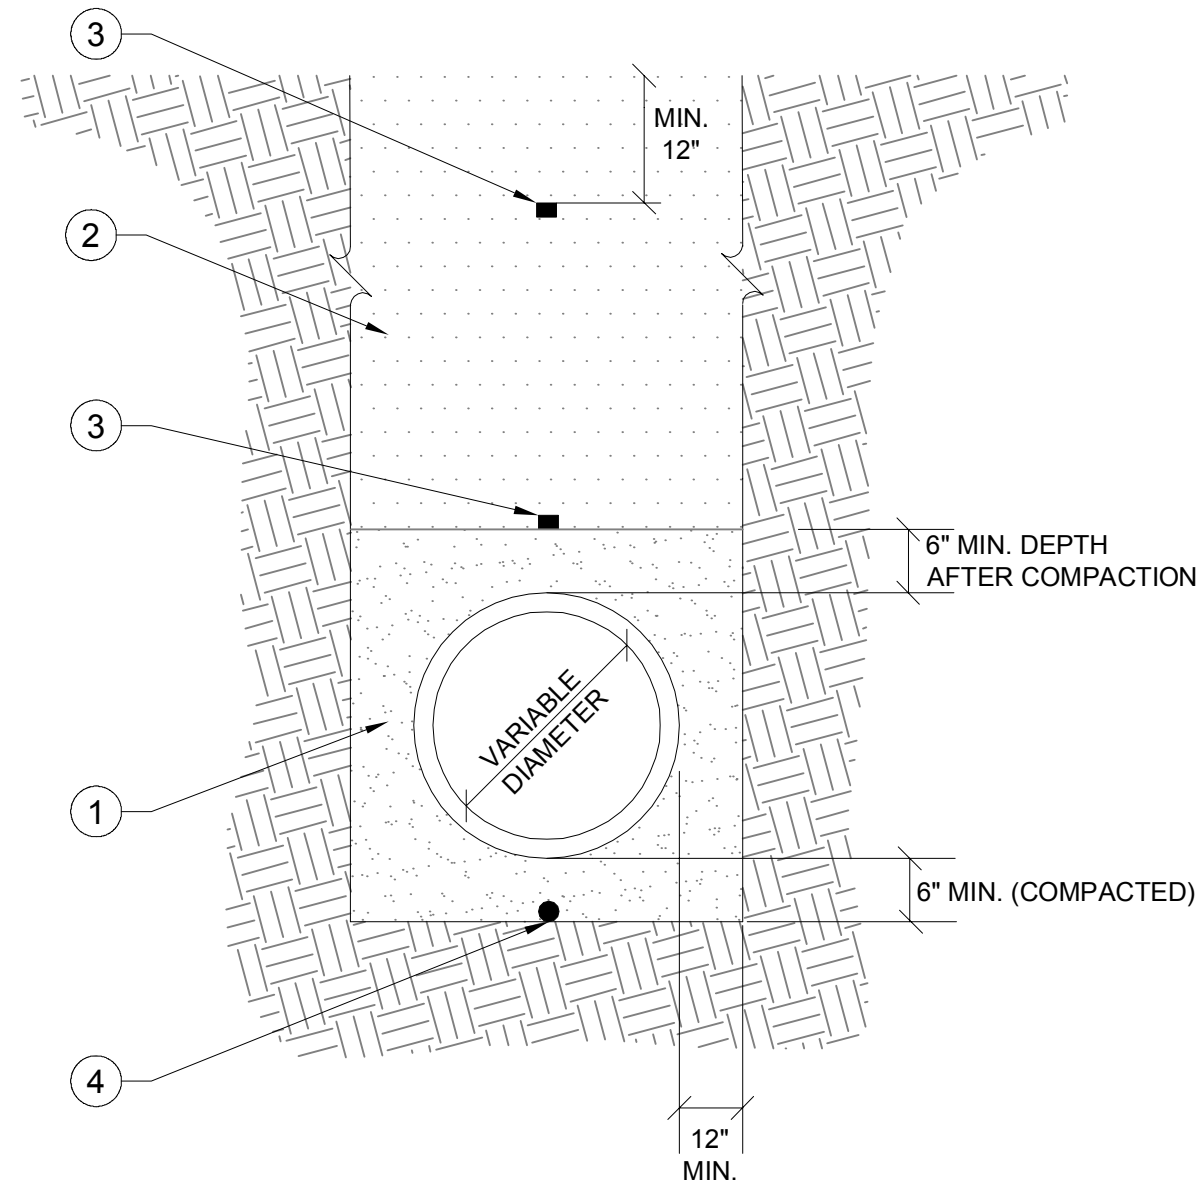 3
MIN.
12"
2
3
6" MIN. DEPTH
AFTER COMPACTION
VARIABLE
DIAMETER
1
6" MIN. (COMPACTED)
4
12"
MIN.